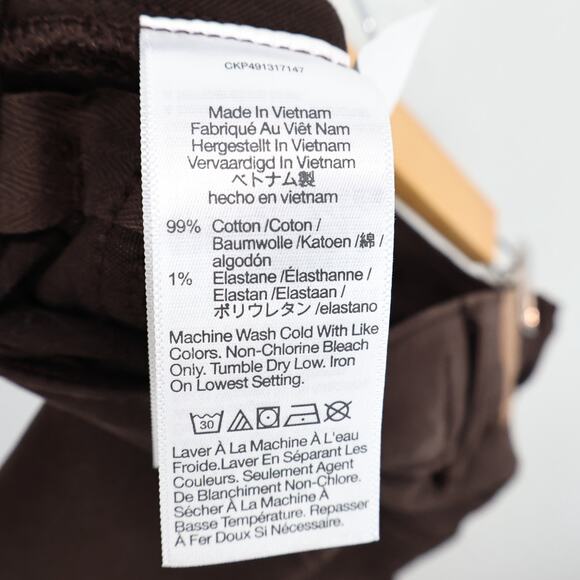 CKP491317147
Made In Vietnam
Fabriqué Au Viêt Nam
Hergestellt In Vietnam
Vervaardigd In Vietnam
ベトナム製
hecho en vietnam
99% Cotton /Coton /
Baumwolle /Katoen /綿 /
algodón
1% Elastane /Élasthanne /
Elastan /Elastaan /
ポリウレタン /elastano
Machine Wash Cold With Like
Colors. Non-Chlorine Bleach
Only. Tumble Dry Low. Iron
On Lowest Setting.
30
Laver À La Machine À L'eau
Froide.Laver En Séparant Les
Couleurs. Seulement Agent
De Blanchiment Non-Chlore.
Sécher À La Machine À
Basse Température. Repasser
À Fer Doux Si Nécessaire.